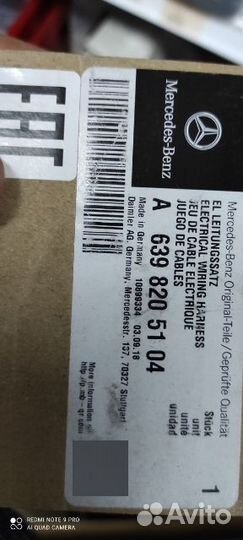 Mercedes-Benz
Mercedes-Benz Original-Teile/Geprüfte Qualität
EL LEITUNGSSATZ
ELECTRICAL WIRING HARNESS
JEU DE CABLE ELECTRIQUE
JUEGO DE CABLES
Stück
unit
unité
unidad
1
A 639 820 51 04
Made in Germany 10899334 03.09.18
Daimler AG, Germany, Mercedesstr. 137, 70327 Stuttgart
More information
EAC
REDMI NOTE 9 PRO
AI QUAD CAMERA
Avito